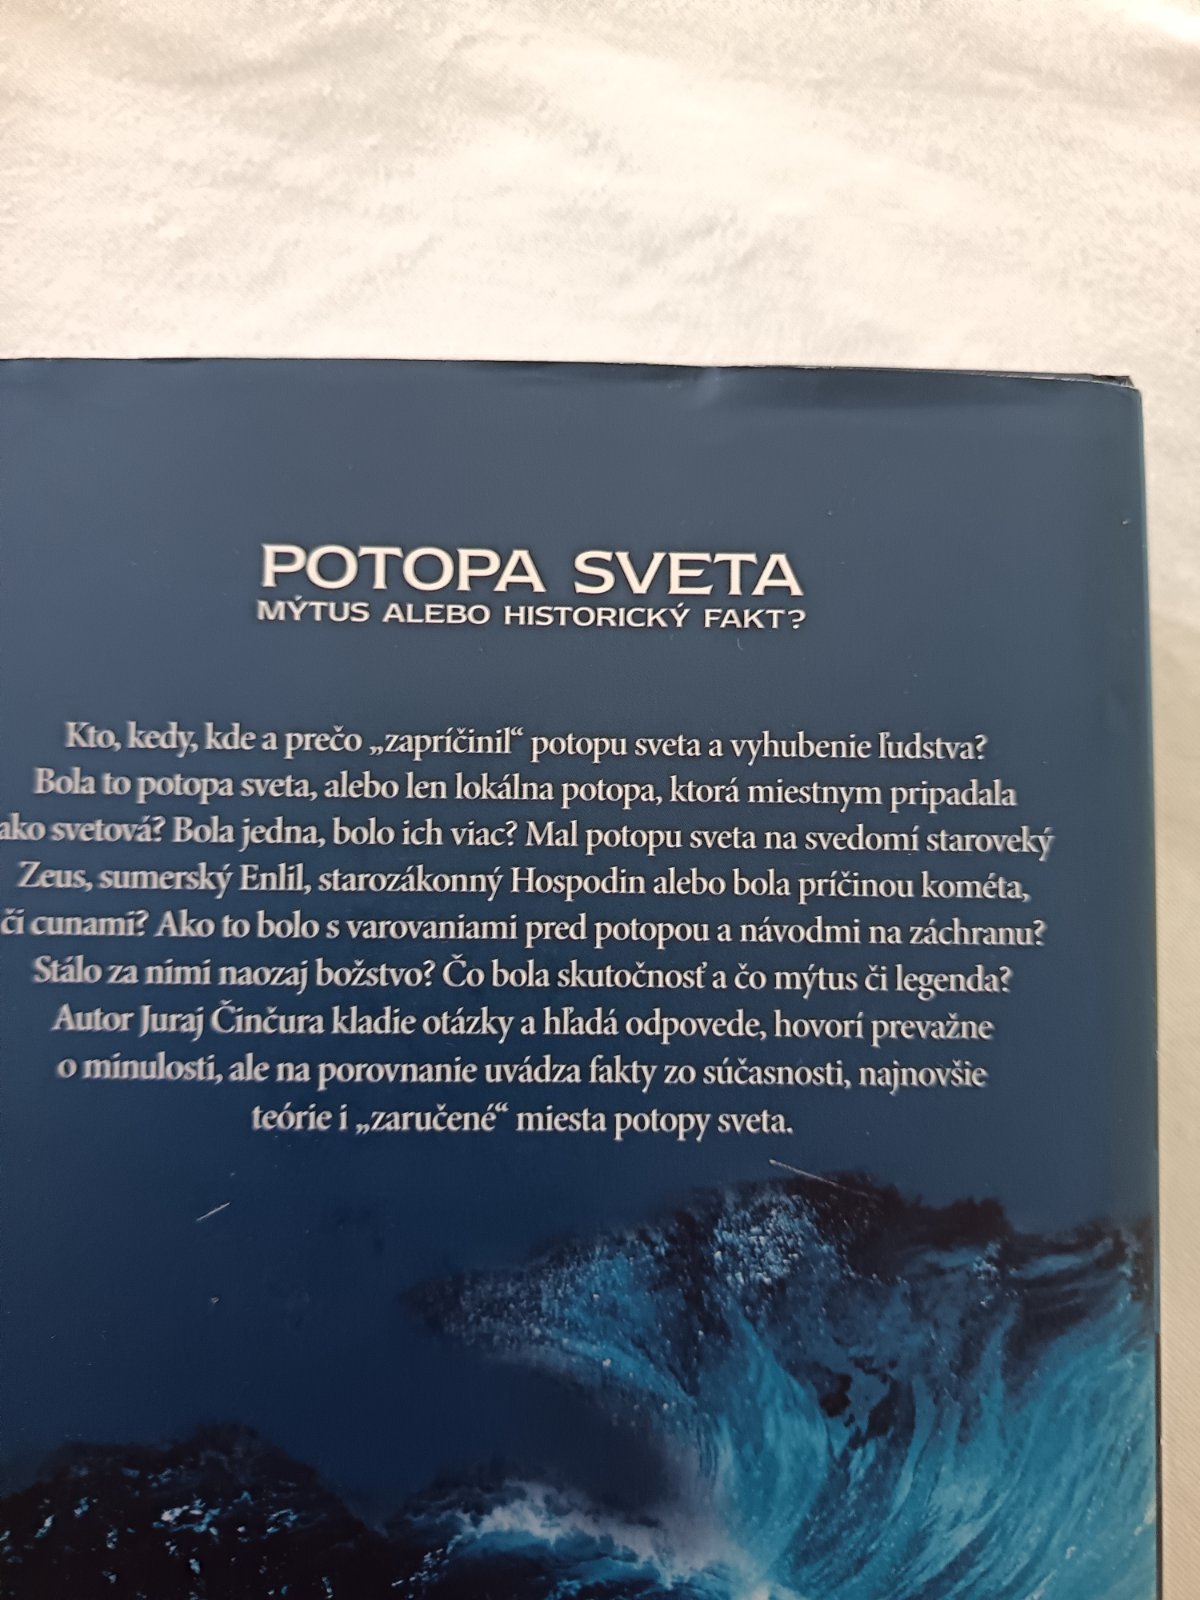 POTOPA SVETA
MÝTUS ALEBO HISTORICKÝ FAKT?
Kto, kedy, kde a prečo „zapríčinil“ potopu sveta a vyhubenie ľudstva?
Bola to potopa sveta, alebo len lokálna potopa, ktorá miestnym pripadala
ako svetová? Bola jedna, bolo ich viac? Mal potopu sveta na svedomí staroveký
Zeus, sumerský Enlil, starozákonný Hospodin alebo bola príčinou kométa,
či cunami? Ako to bolo s varovaniami pred potopou a návodmi na záchranu?
Stálo za nimi naozaj božstvo? Čo bola skutočnosť a čo mýtus či legenda?
Autor Juraj Činčura kladie otázky a hľadá odpovede, hovorí prevažne
o minulosti, ale na porovnanie uvádza fakty zo súčasnosti, najnovšie
teórie i „zaručené“ miesta potopy sveta.